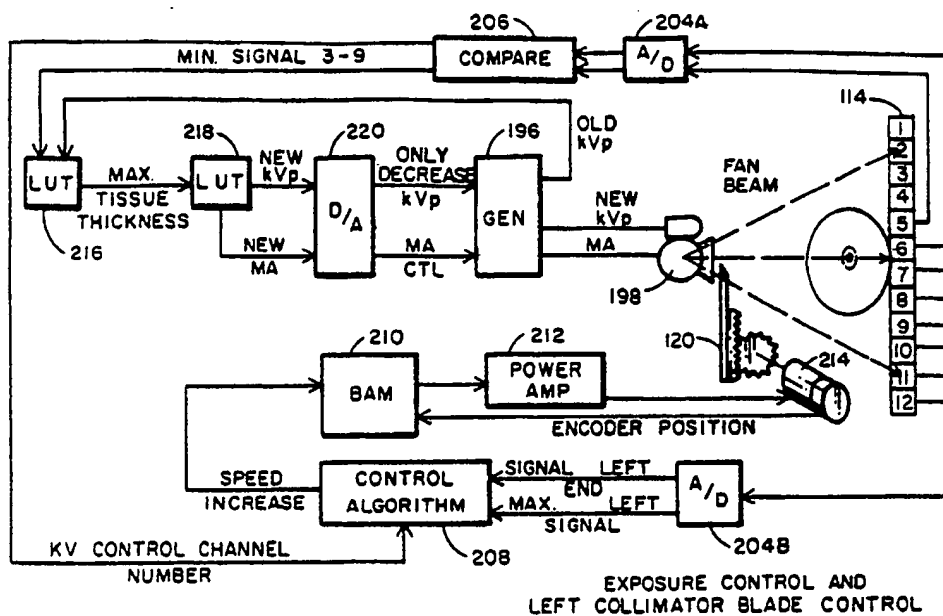 206
204A
COMPARE
A/D
MIN. SIGNAL 3-9
114
218
220
196
OLD
kVp
LUT
MAX.
TISSUE
THICKNESS
LUT
NEW
kVp
NEW
MA
D/A
ONLY
DECREASE
kVp
MA
CTL
GEN
NEW
kVp
MA
FAN
BEAM
216
198
1
2
3
4
5
6
7
8
9
10
11
12
210
212
120
214
BAM
POWER
AMP
ENCODER POSITION
SPEED
INCREASE
CONTROL
ALGORITHM
SIGNAL LEFT
END
MAX. LEFT
SIGNAL
A/D
208
204B
KV CONTROL CHANNEL
NUMBER
EXPOSURE CONTROL AND
LEFT COLLIMATOR BLADE CONTROL